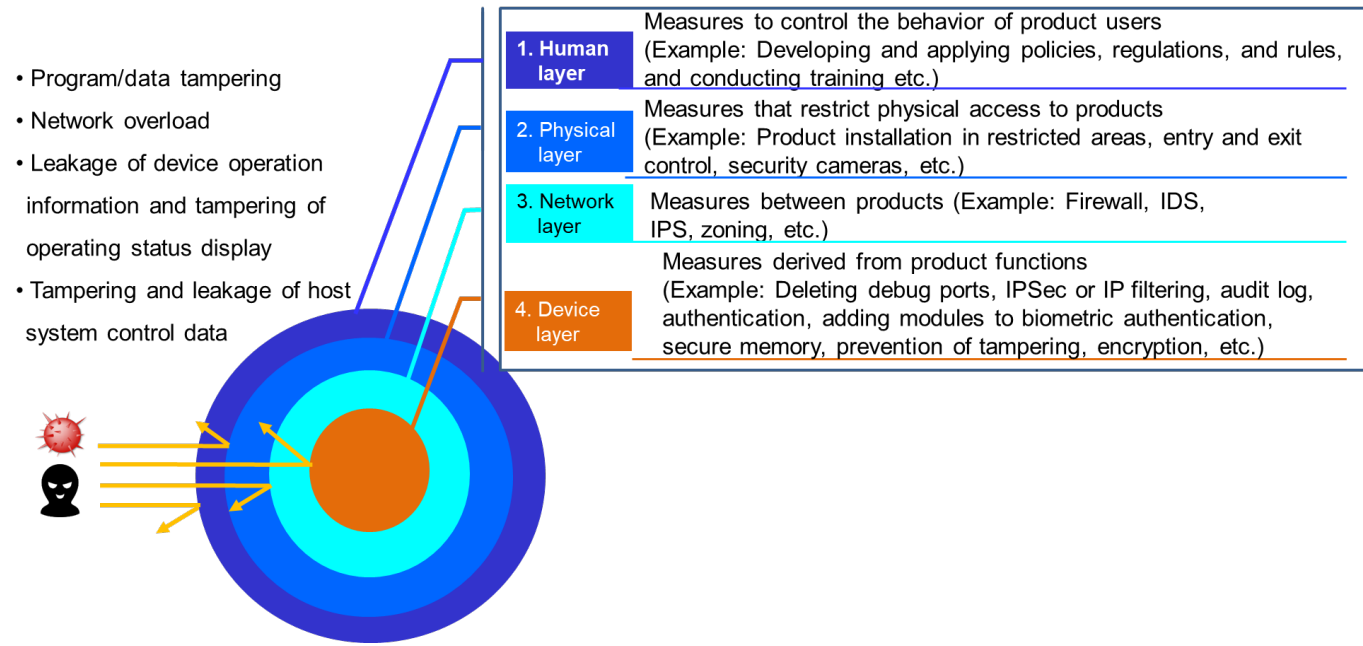 • Program/data tampering
• Network overload
• Leakage of device operation
information and tampering of
operating status display
• Tampering and leakage of host
system control data
1. Human
layer
Measures to control the behavior of product users
(Example: Developing and applying policies, regulations, and rules,
and conducting training etc.)
2. Physical
layer
Measures that restrict physical access to products
(Example: Product installation in restricted areas, entry and exit
control, security cameras, etc.)
3. Network
layer
Measures between products (Example: Firewall, IDS,
IPS, zoning, etc.)
4. Device
layer
Measures derived from product functions
(Example: Deleting debug ports, IPSec or IP filtering, audit log,
authentication, adding modules to biometric authentication,
secure memory, prevention of tampering, encryption, etc.)